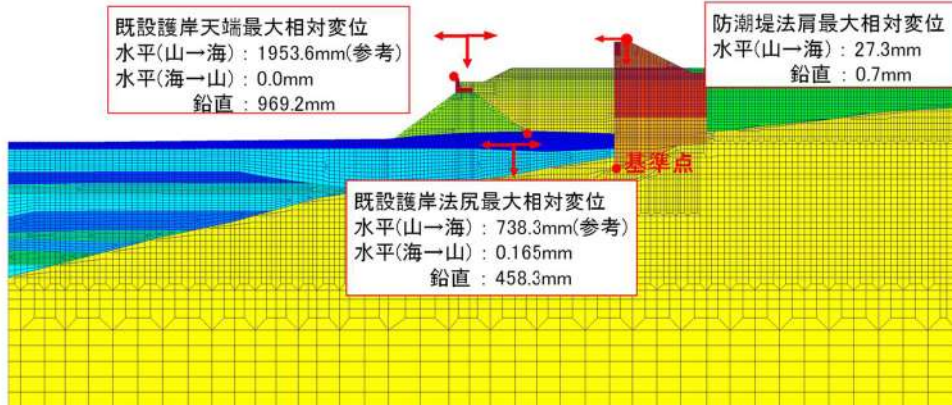 既設護岸天端最大相対変位
水平(山→海) : 1953.6mm(参考)
水平(海→山) : 0.0mm
鉛直 : 969.2mm
防潮堤法肩最大相対変位
水平(山→海) : 27.3mm
鉛直 : 0.7mm
基準点
既設護岸法尻最大相対変位
水平(山→海) : 738.3mm(参考)
水平(海→山) : 0.165mm
鉛直 : 458.3mm